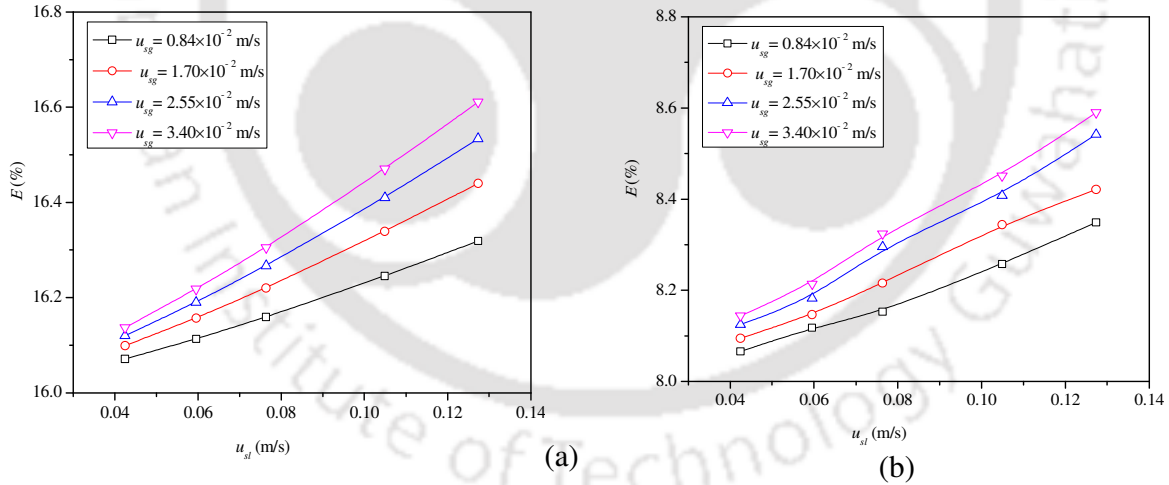 16.8
16.6
16.4
16.2
16.0
E (%)
u_sg = 0.84×10⁻² m/s
u_sg = 1.70×10⁻² m/s
u_sg = 2.55×10⁻² m/s
u_sg = 3.40×10⁻² m/s
0.04 0.06 0.08 0.10 0.12 0.14
u_sl (m/s)
(a)
8.8
8.6
8.4
8.2
8.0
E (%)
u_sg = 0.84×10⁻² m/s
u_sg = 1.70×10⁻² m/s
u_sg = 2.55×10⁻² m/s
u_sg = 3.40×10⁻² m/s
0.04 0.06 0.08 0.10 0.12 0.14
u_sl (m/s)
(b)
Institute of Technology Guwahati